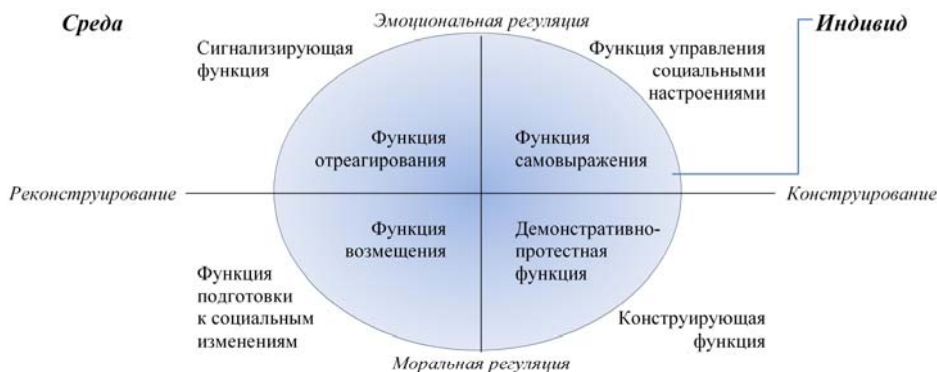 Среда
Эмоциональная регуляция
Индивид
Сигнализирующая
функция
Функция управления
социальными
настроениями
Функция
отреагирования
Функция
самовыражения
Реконструирование
Конструирование
Функция
возмещения
Демонстративно-
протестная
функция
Функция
подготовки
к социальным
изменениям
Конструирующая
функция
Моральная регуляция